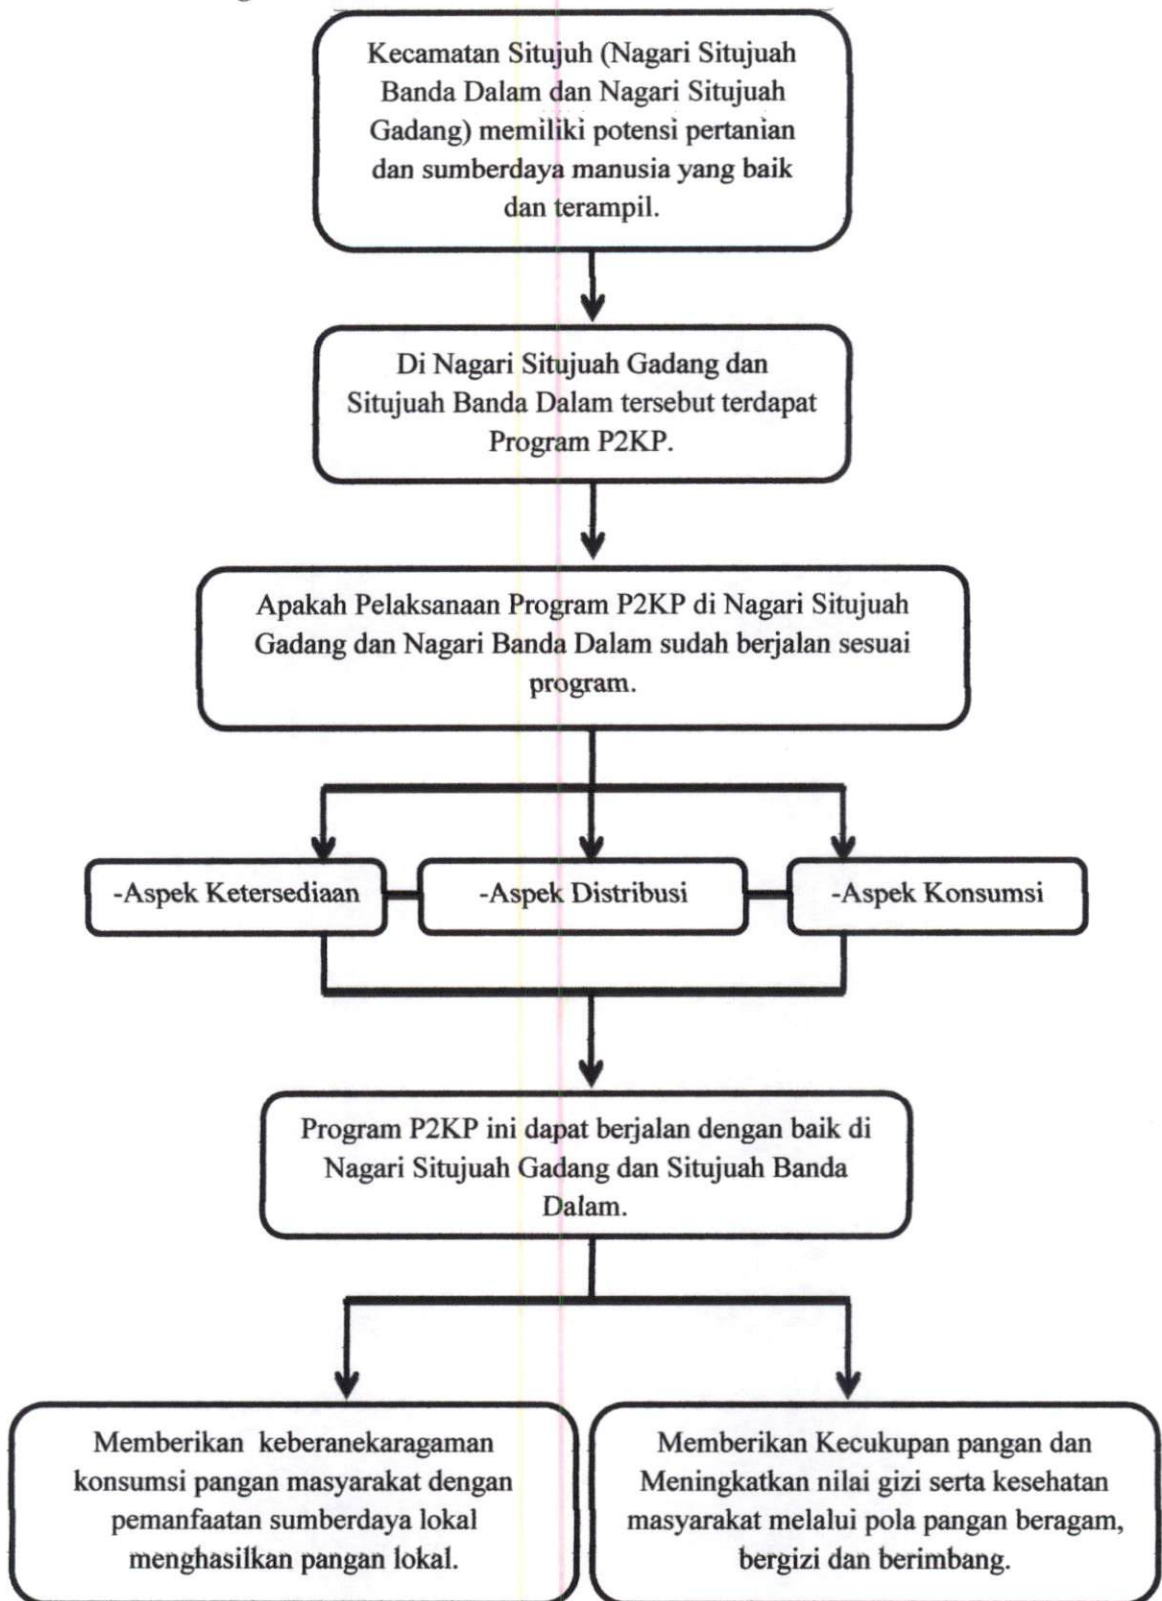 Kecamatan Situjuh (Nagari Situjuah
Banda Dalam dan Nagari Situjuah
Gadang) memiliki potensi pertanian
dan sumberdaya manusia yang baik
dan terampil.
Di Nagari Situjuah Gadang dan
Situjuah Banda Dalam tersebut terdapat
Program P2KP.
Apakah Pelaksanaan Program P2KP di Nagari Situjuah
Gadang dan Nagari Banda Dalam sudah berjalan sesuai
program.
-Aspek Ketersediaan
-Aspek Distribusi
-Aspek Konsumsi
Program P2KP ini dapat berjalan dengan baik di
Nagari Situjuah Gadang dan Situjuah Banda
Dalam.
Memberikan keberanekaragaman
konsumsi pangan masyarakat dengan
pemanfaatan sumberdaya lokal
menghasilkan pangan lokal.
Memberikan Kecukupan pangan dan
Meningkatkan nilai gizi serta kesehatan
masyarakat melalui pola pangan beragam,
bergizi dan berimbang.